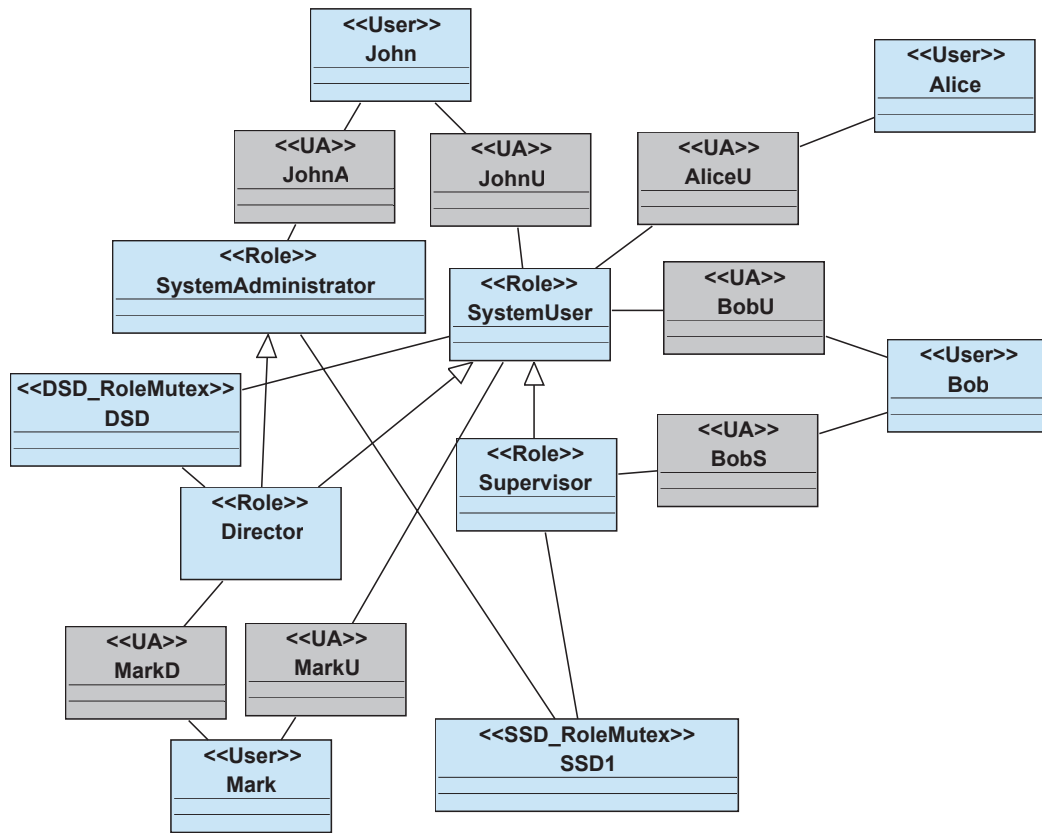 <<User>>
John
<<User>>
Alice
<<UA>>
JohnA
<<UA>>
JohnU
<<UA>>
AliceU
<<Role>>
SystemAdministrator
<<Role>>
SystemUser
<<UA>>
BobU
<<User>>
Bob
<<DSD_RoleMutex>>
DSD
<<UA>>
BobS
<<Role>>
Supervisor
<<Role>>
Director
<<UA>>
MarkD
<<UA>>
MarkU
<<SSD_RoleMutex>>
SSD1
<<User>>
Mark